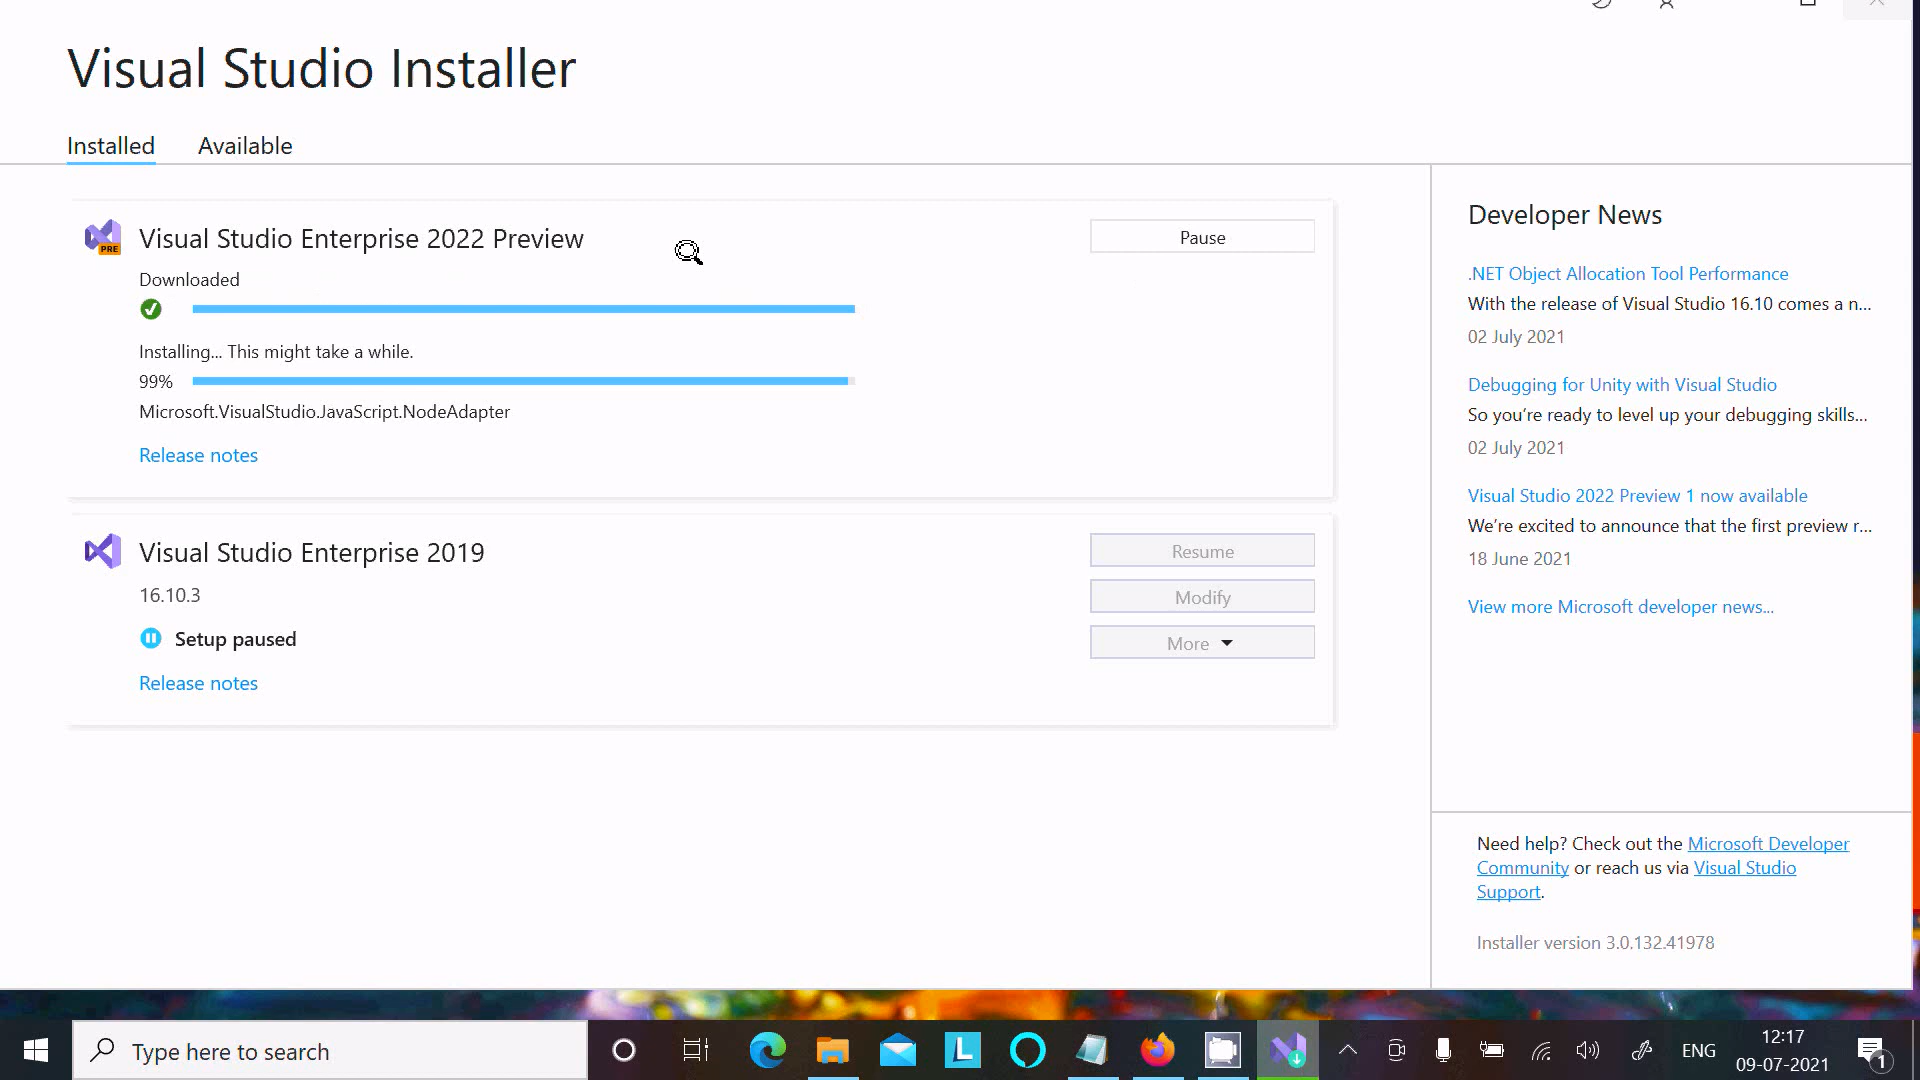 Visual Studio Installer
Installed
Available
PRE
Visual Studio Enterprise 2022 Preview
Pause
Downloaded
Installing... This might take a while.
99%
Microsoft.VisualStudio.JavaScript.NodeAdapter
Release notes
Visual Studio Enterprise 2019
16.10.3
Setup paused
Release notes
Resume
Modify
More
Developer News
.NET Object Allocation Tool Performance
With the release of Visual Studio 16.10 comes a n...
02 July 2021
Debugging for Unity with Visual Studio
So you're ready to level up your debugging skills...
02 July 2021
Visual Studio 2022 Preview 1 now available
We're excited to announce that the first preview r...
18 June 2021
View more Microsoft developer news...
Need help? Check out the Microsoft Developer
Community or reach us via Visual Studio
Support.
Installer version 3.0.132.41978
Type here to search
L
ENG
12:17
09-07-2021
1